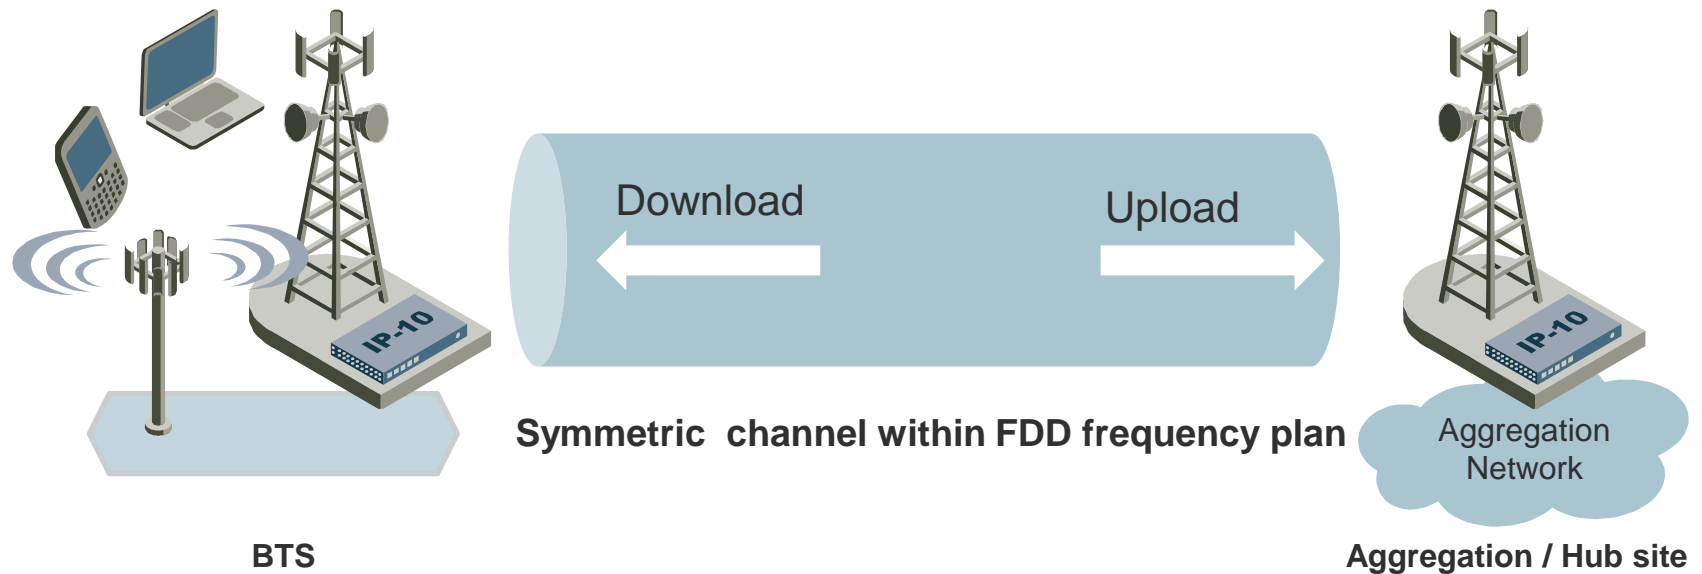 Download
Upload
IP-10
IP-10
Symmetric  channel within FDD frequency plan
Aggregation
Network
BTS
Aggregation / Hub site